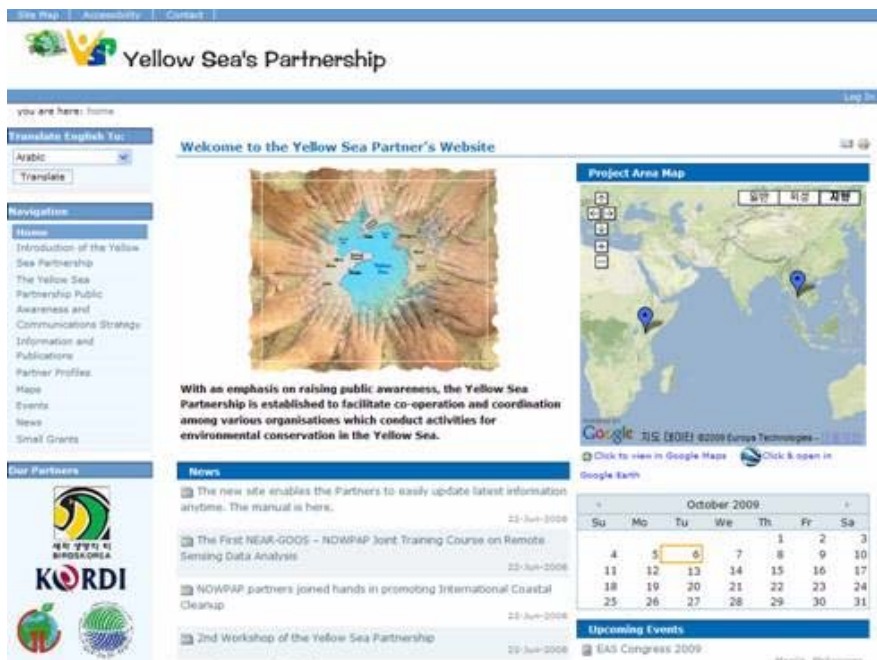 Site Map | Accessibility | Contact |
Yellow Sea's Partnership
Log In
you are here: home
Translate English To:
Arabic
Translate
Navigation
Home
Introduction of the Yellow
Sea Partnership
The Yellow Sea
Partnership Public
Awareness and
Communications Strategy
Information and
Publications
Partner Profiles
Maps
Events
News
Small Grants
Our Partners
BIRDSKOREA
KORDI
Welcome to the Yellow Sea Partner's Website
With an emphasis on raising public awareness, the Yellow Sea
Partnership is established to facilitate co-operation and coordination
among various organisations which conduct activities for
environmental conservation in the Yellow Sea.
News
The new site enables the Partners to easily update latest information
anytime. The manual is here.
22-Jun-2008
The First NEAR-GOOS – NOWPAP Joint Training Course on Remote
Sensing Data Analysis
22-Jun-2008
NOWPAP partners joined hands in promoting International Coastal
Cleanup
22-Jun-2008
2nd Workshop of the Yellow Sea Partnership
22-Jun-2008
Project Area Map
일반 위성 지형
Google 지도 데이터 ©2009 Europa Technologies -
Click to view in Google Maps Click & open in
Google Earth
« October 2009 »
Su Mo Tu We Th Fr Sa
1 2 3
4 5 6 7 8 9 10
11 12 13 14 15 16 17
18 19 20 21 22 23 24
25 26 27 28 29 30 31
Upcoming Events
EAS Congress 2009